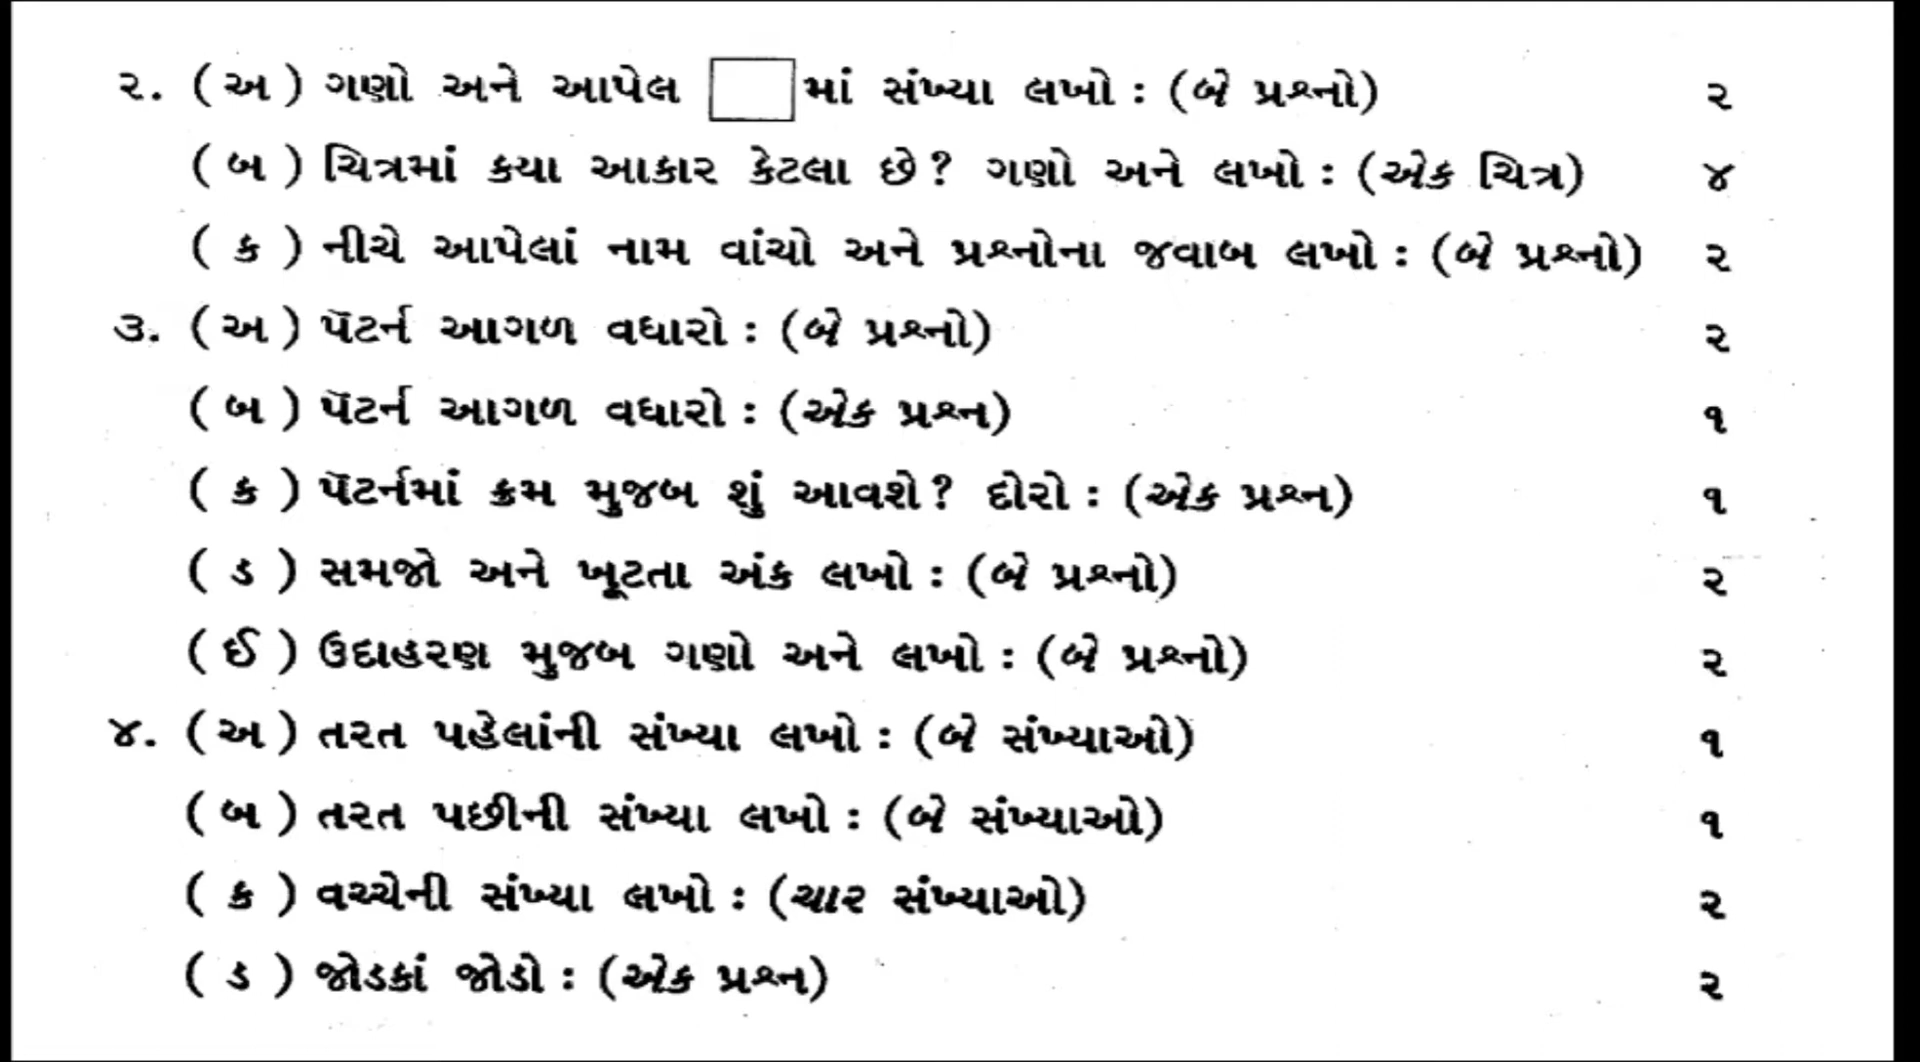 ૨. ( અ ) ગણો અને આપેલ માં સંખ્યા લખો : (બે પ્રશ્નો) ૨
( બ ) ચિત્રમાં કયા આકાર કેટલા છે? ગણો અને લખો : (એક ચિત્ર) ૪
( ક ) નીચે આપેલાં નામ વાંચો અને પ્રશ્નોના જવાબ લખો : (બે પ્રશ્નો) ૨
૩. ( અ ) પૅટર્ન આગળ વધારો : (બે પ્રશ્નો) ૨
( બ ) પૅટર્ન આગળ વધારો : (એક પ્રશ્ન) ૧
( ક ) પૅટર્નમાં ક્રમ મુજબ શું આવશે? દોરો : (એક પ્રશ્ન) ૧
( ડ ) સમજો અને ખૂટતા અંક લખો : (બે પ્રશ્નો) ૨
( ઈ ) ઉદાહરણ મુજબ ગણો અને લખો : (બે પ્રશ્નો) ૨
૪. ( અ ) તરત પહેલાંની સંખ્યા લખો : (બે સંખ્યાઓ) ૧
( બ ) તરત પછીની સંખ્યા લખો : (બે સંખ્યાઓ) ૧
( ક ) વચ્ચેની સંખ્યા લખો : (ચાર સંખ્યાઓ) ૨
( ડ ) જોડકાં જોડો : (એક પ્રશ્ન) ૨